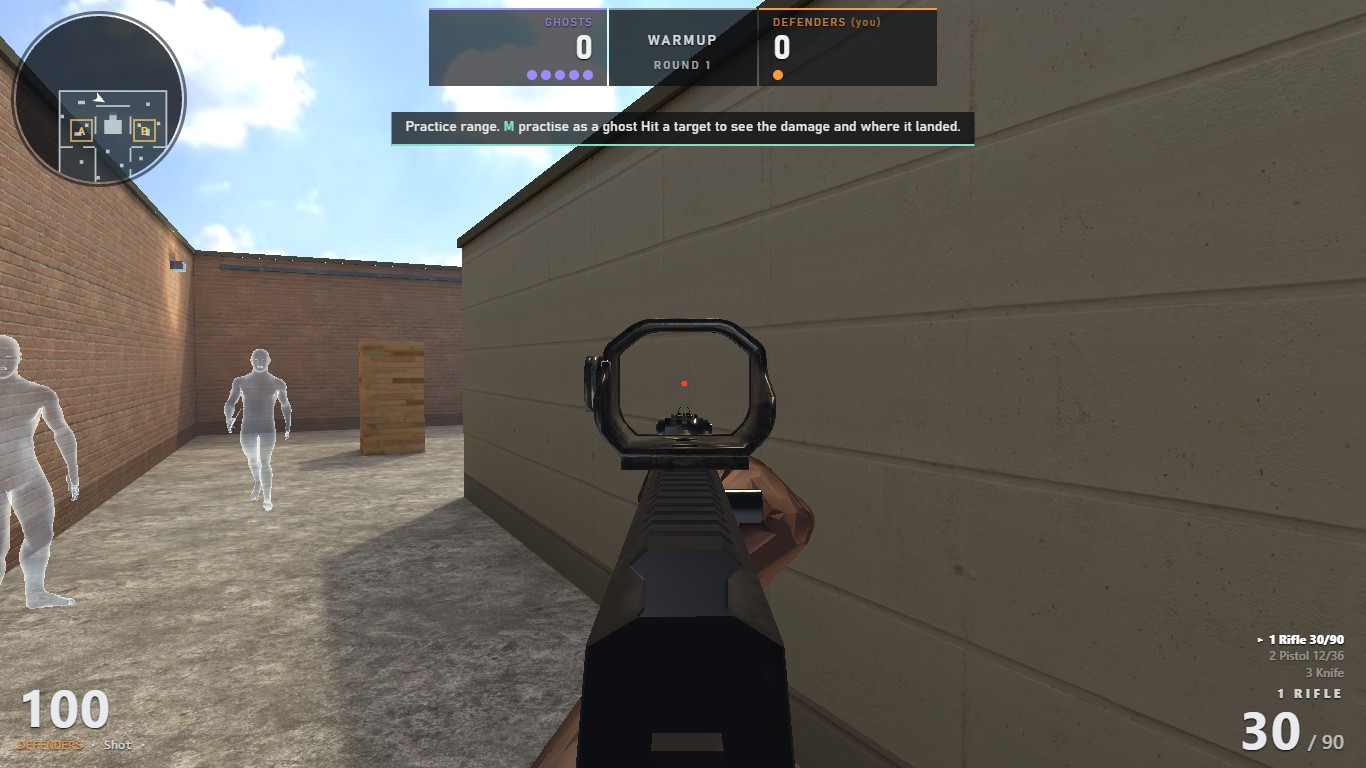 GHOSTS
0
WARMUP
ROUND 1
DEFENDERS (you)
0
A
B
Practice range. M practise as a ghost Hit a target to see the damage and where it landed.
▸ 1 Rifle 30/90
2 Pistol 12/36
3 Knife
1 RIFLE
30 / 90
100
DEFENDERS · Shot ·